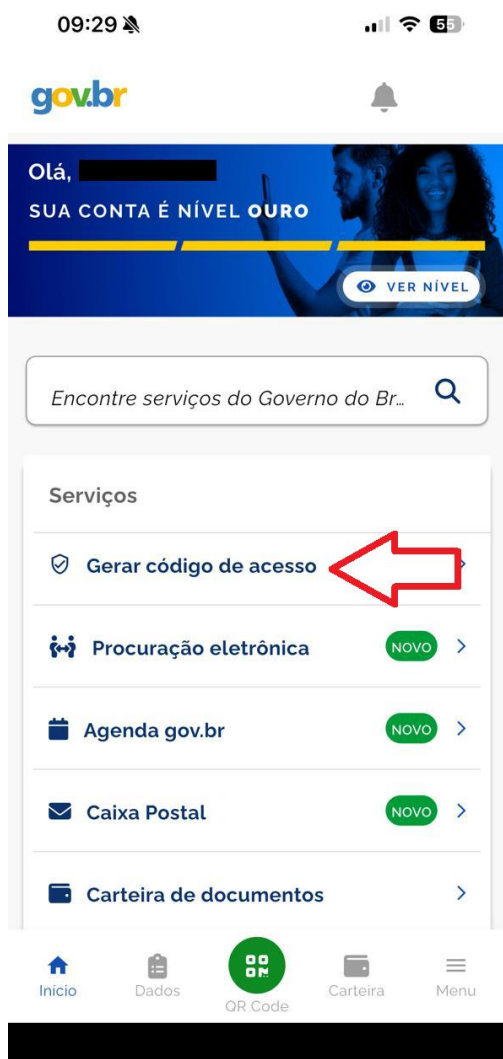 09:29
55
gov.br
Olá,
SUA CONTA É NÍVEL OURO
VER NÍVEL
Encontre serviços do Governo do Br...
Serviços
Gerar código de acesso
Procuração eletrônica NOVO
Agenda gov.br NOVO
Caixa Postal NOVO
Carteira de documentos
Início Dados QR Code Carteira Menu